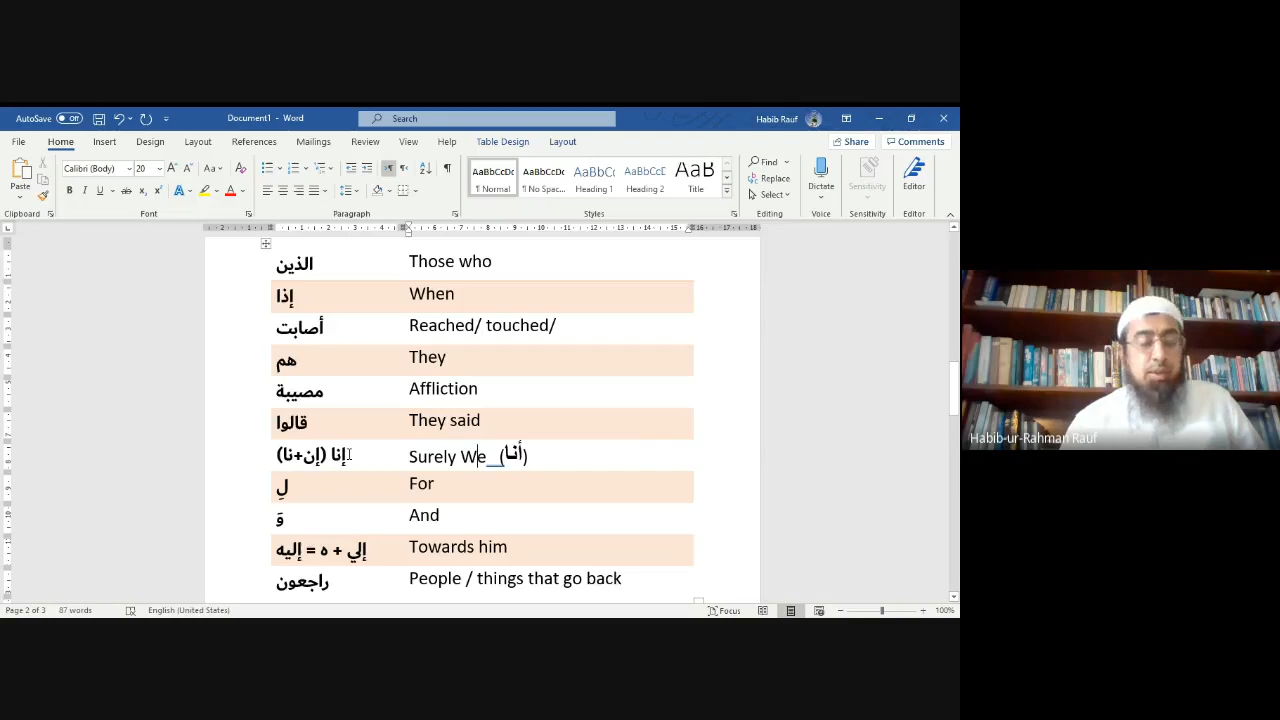 AutoSave Off Document1 - Word Search Habib Rauf
File Home Insert Draw Design Layout References Mailings Review View Help Table Design Layout Share Comments
Paste Calibri (Body) 20 Aa AaBbCcDc AaBbCcDc AaBbC AaBbCc AaB Find Replace Select Dictate Sensitivity Editor
¶ Normal ¶ No Spac... Heading 1 Heading 2 Title
Clipboard Font Paragraph Styles Editing Voice Sensitivity Editor
الذين Those who
إذا When
أصابت Reached/ touched/
هم They
مصيبة Affliction
قالوا They said
إنا (إن+نا) Surely We (أنا)
لِ For
وَ And
إلي + ه = إليه Towards him
راجعون People / things that go back
Page 2 of 3 87 words English (United States) Focus 100%
Habib-ur-Rahman Rauf